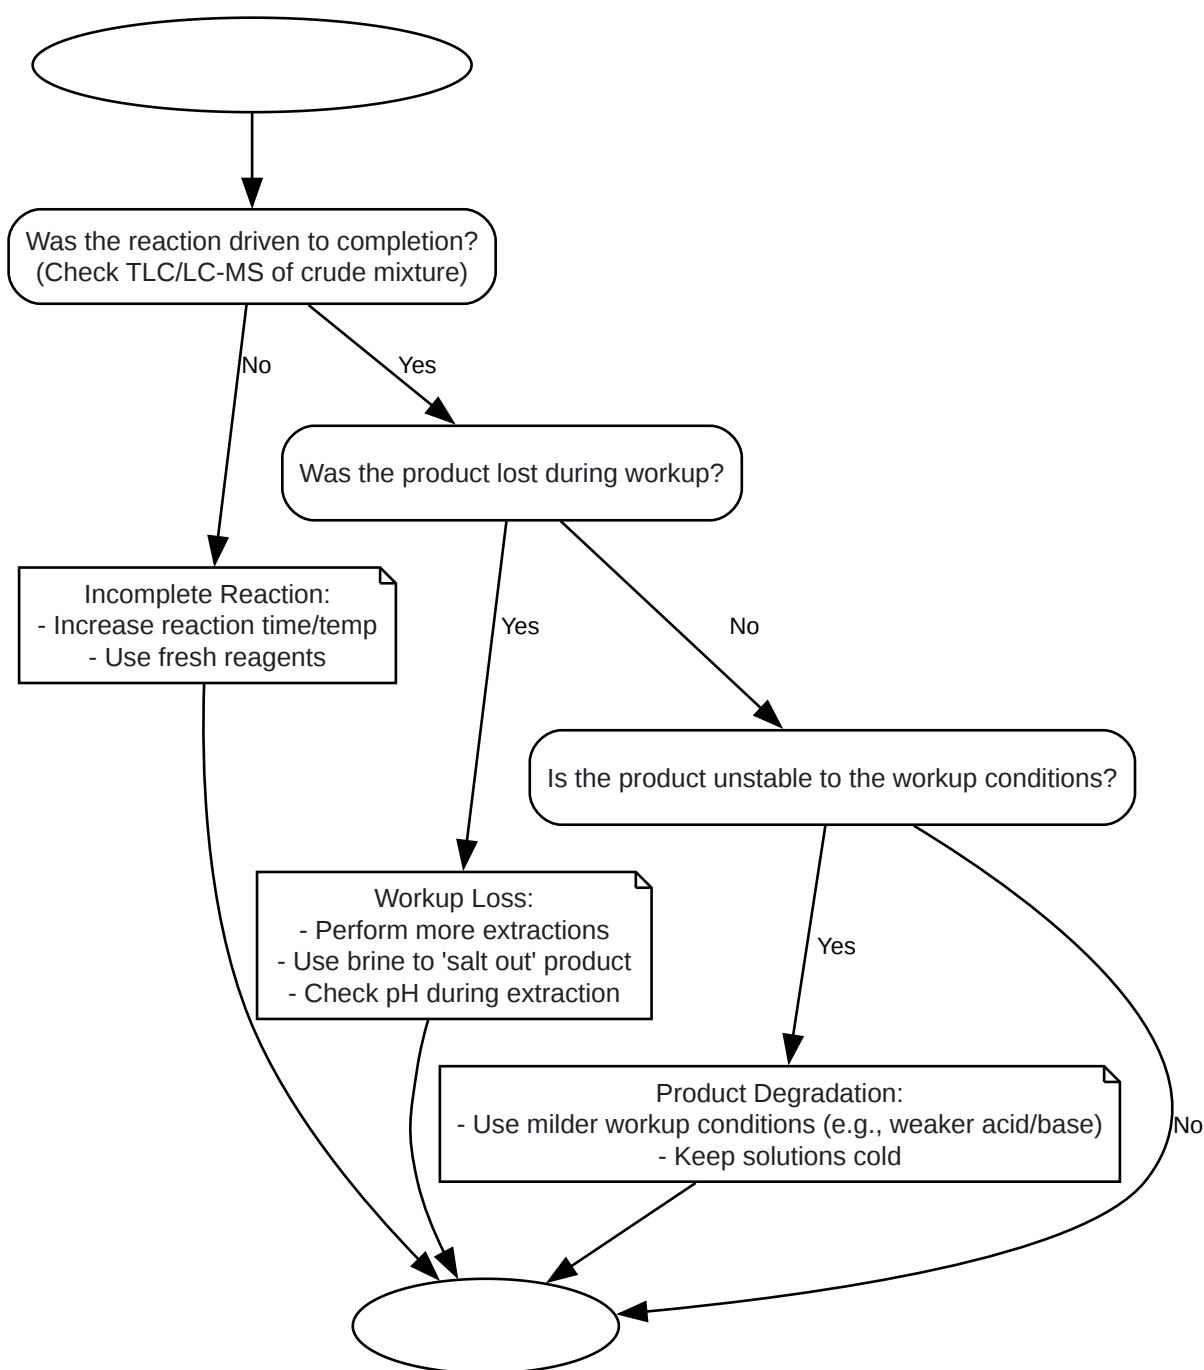 Was the reaction driven to completion?
(Check TLC/LC-MS of crude mixture)
No
Yes
Was the product lost during workup?
Incomplete Reaction:
- Increase reaction time/temp
- Use fresh reagents
Yes
No
Is the product unstable to the workup conditions?
Workup Loss:
- Perform more extractions
- Use brine to 'salt out' product
- Check pH during extraction
Yes
Product Degradation:
- Use milder workup conditions (e.g., weaker acid/base)
- Keep solutions cold
No